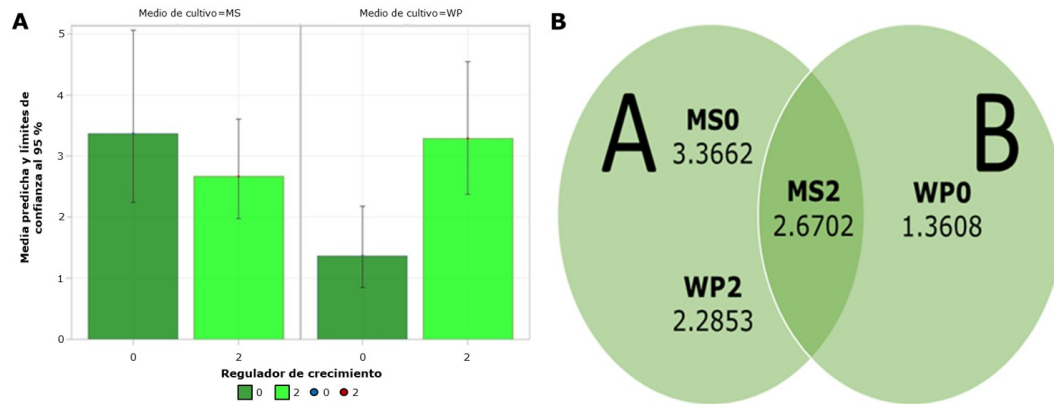 A
Medio de cultivo=MS
Medio de cultivo=WP
Media predicha y límites de
confianza al 95 %
5
4
3
2
1
0
0
2
0
2
Regulador de crecimiento
0
2
0
2
B
A
MS0
3.3662
WP2
2.2853
MS2
2.6702
B
WP0
1.3608